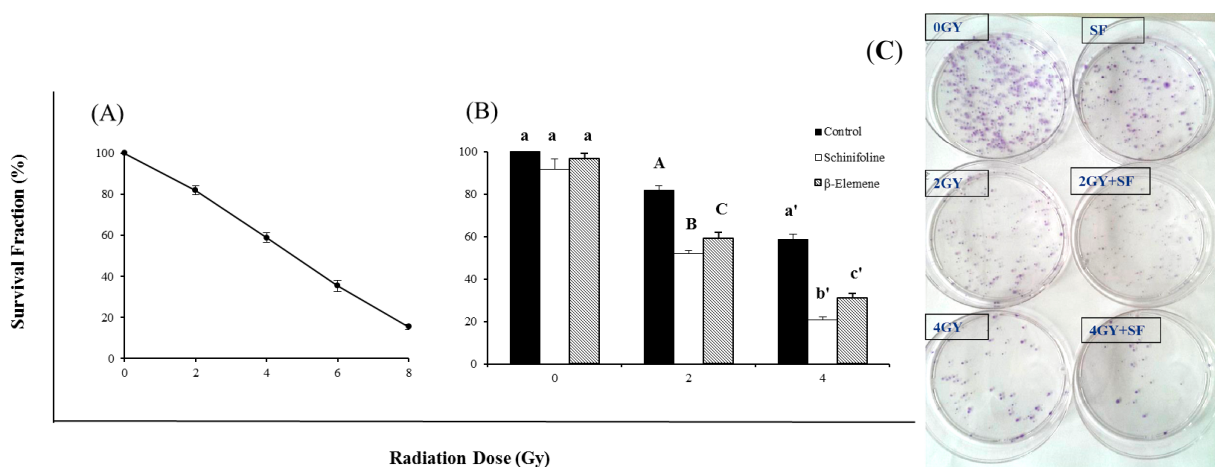 (A)
100
80
60
40
20
0
0 2 4 6 8
Survival Fraction (%)
Radiation Dose (Gy)
(B)
a a a
A
B
C
a'
b'
c'
Control
Schinifoline
β-Elemene
100
80
60
40
20
0
0 2 4
(C)
0GY
SF
2GY
2GY+SF
4GY
4GY+SF